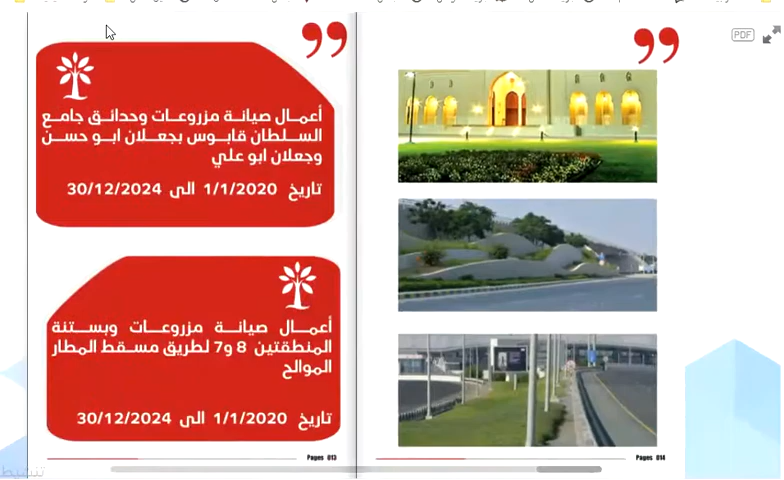 PDF
أعمال صيانة مزروعات وحدائق جامع
السلطان قابوس بجعلان ابو حسن
وجعلان ابو علي
تاريخ 1/1/2020 الى 30/12/2024
أعمال صيانة مزروعات وبستنة
المنطقتين 8 و7 لطريق مسقط المطار
الموالح
تاريخ 1/1/2020 الى 30/12/2024
Pages 013
Pages 014
تنشيط